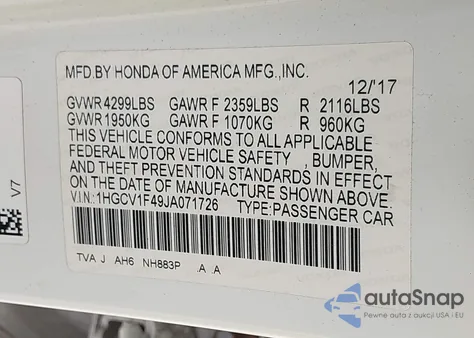 MFD.BY HONDA OF AMERICA MFG.,INC.
12/'17
GVWR 4299LBS GAWR F 2359LBS R 2116LBS
GVWR 1950KG GAWR F 1070KG R 960KG
THIS VEHICLE CONFORMS TO ALL APPLICABLE
FEDERAL MOTOR VEHICLE SAFETY , BUMPER,
AND THEFT PREVENTION STANDARDS IN EFFECT
ON THE DATE OF MANUFACTURE SHOWN ABOVE.
V.I.N.:1HGCV1F49JA071726 TYPE:PASSENGER CAR
TVA J AH6 NH883P .A .A
V7
autoSnap
Pewne auta z aukcji USA i EU